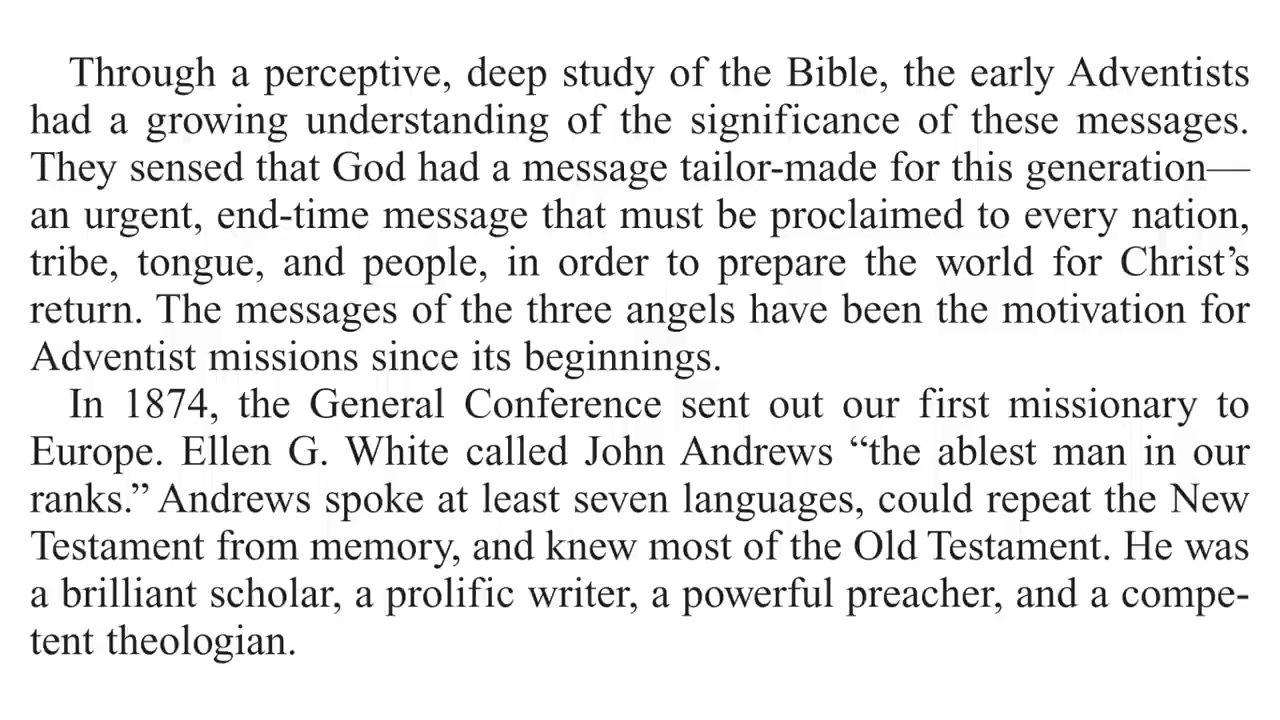 Through a perceptive, deep study of the Bible, the early Adventists
had a growing understanding of the significance of these messages.
They sensed that God had a message tailor-made for this generation—
an urgent, end-time message that must be proclaimed to every nation,
tribe, tongue, and people, in order to prepare the world for Christ’s
return. The messages of the three angels have been the motivation for
Adventist missions since its beginnings.
In 1874, the General Conference sent out our first missionary to
Europe. Ellen G. White called John Andrews “the ablest man in our
ranks.” Andrews spoke at least seven languages, could repeat the New
Testament from memory, and knew most of the Old Testament. He was
a brilliant scholar, a prolific writer, a powerful preacher, and a compe-
tent theologian.